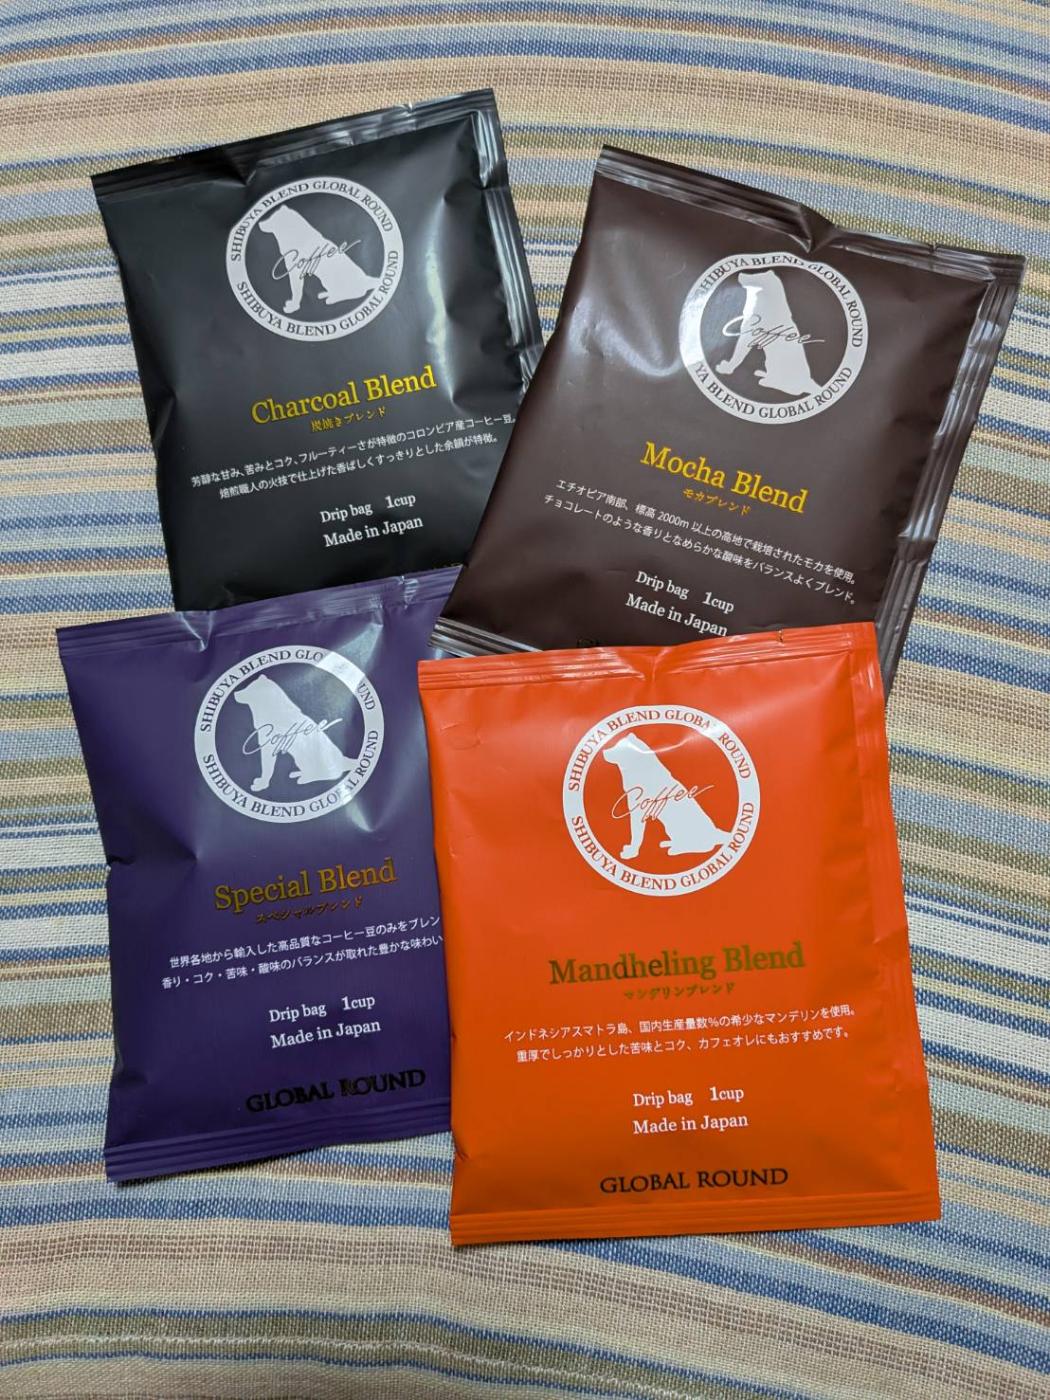 SHIBUYA BLEND GLOBAL ROUND
SHIBUYA BLEND GLOBAL ROUND
Coffee
Charcoal Blend
炭焼きブレンド
芳醇な甘み、苦みとコク、フルーティーさが特徴のコロンビア産コーヒー豆。
焙煎職人の火技で仕上げた香ばしくすっきりとした余韻が特徴。
Drip bag 1cup
Made in Japan
HIBUYA BLEND GLOBAL ROUND
YA BLEND GLOBAL ROUND
Coffee
Mocha Blend
モカブレンド
エチオピア南部、標高2000m以上の高地で栽培されたモカを使用。
チョコレートのような香りとなめらかな酸味をバランスよくブレンド。
Drip bag 1cup
Made in Japan
SHIBUYA BLEND GLO UND
SHIBUYA BLEND GLOBAL ROUND
Coffee
Special Blend
スペシャルブレンド
世界各地から輸入した高品質なコーヒー豆のみをブレン
香り・コク・苦味・酸味のバランスが取れた豊かな味わい
Drip bag 1cup
Made in Japan
GLOBAL ROUND
SHIBUYA BLEND GLOBAL ROUND
SHIBUYA BLEND GLOBAL ROUND
Coffee
Mandheling Blend
マンデリンブレンド
インドネシアスマトラ島、国内生産量数%の希少なマンデリンを使用。
重厚でしっかりとした苦味とコク、カフェオレにもおすすめです。
Drip bag 1cup
Made in Japan
GLOBAL ROUND